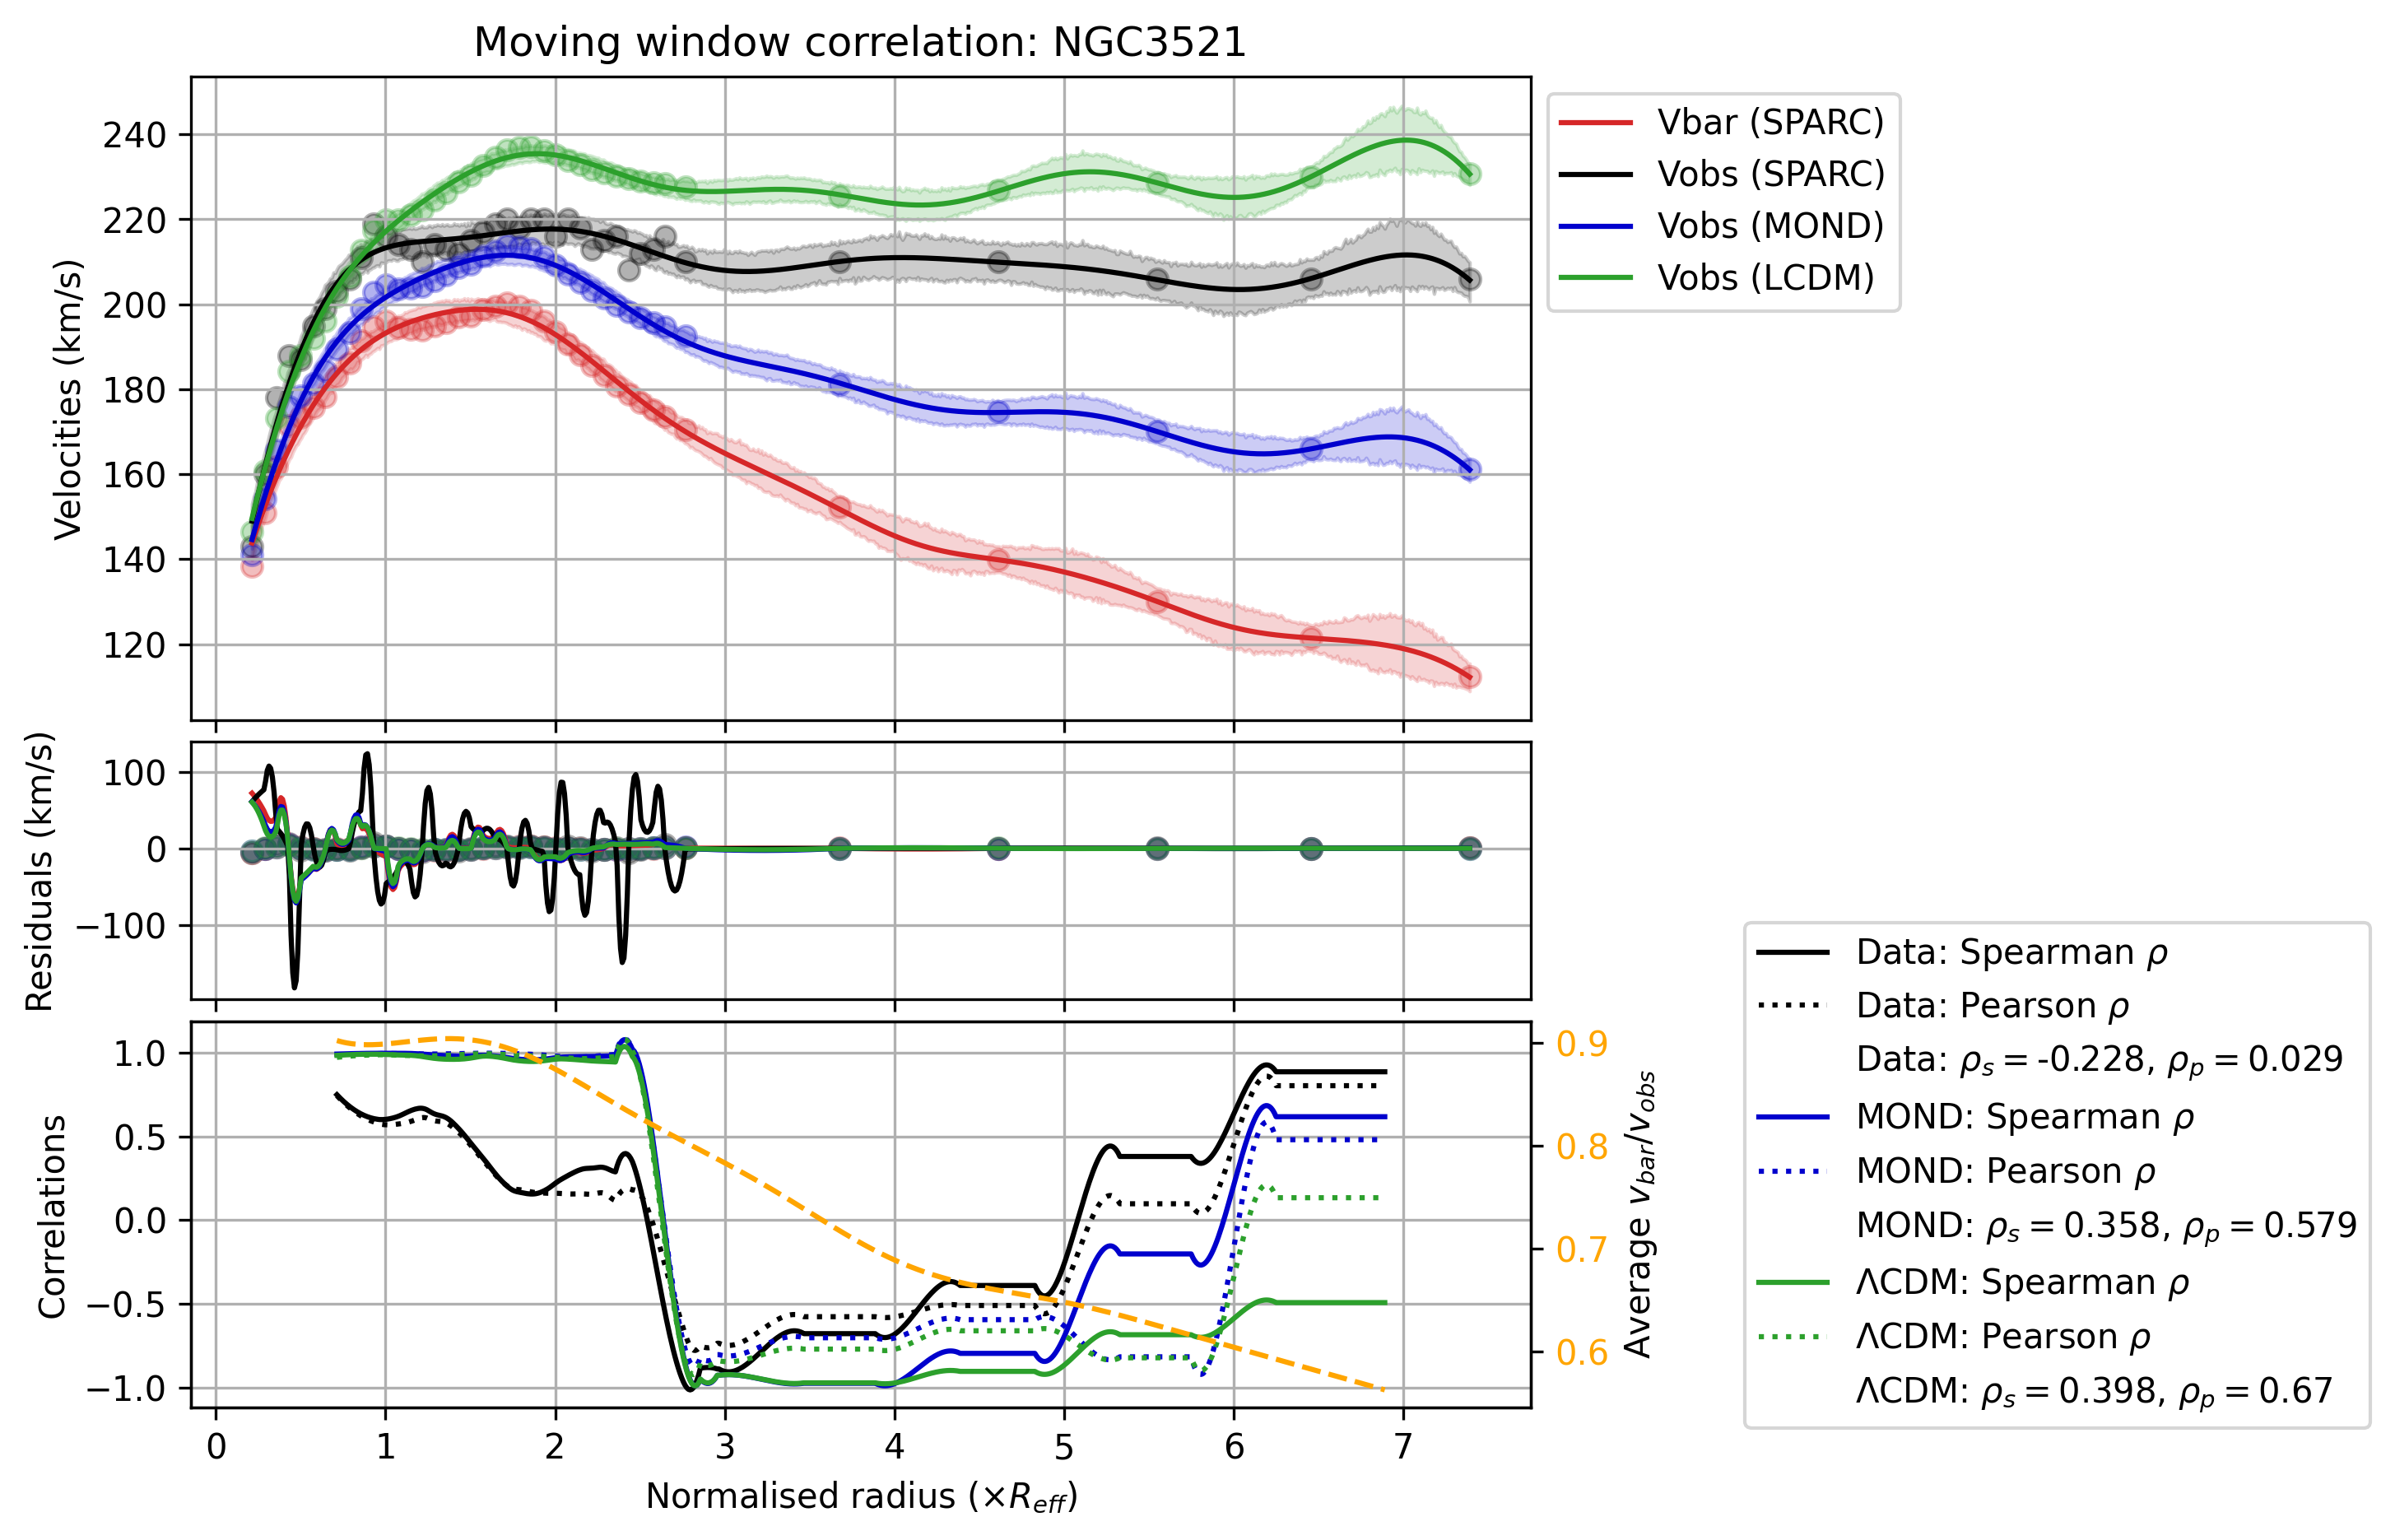 Moving window correlation: NGC3521
240
220
200
180
160
140
120
Velocities (km/s)
Vbar (SPARC)
Vobs (SPARC)
Vobs (MOND)
Vobs (LCDM)
100
0
−100
Residuals (km/s)
1.0
0.5
0.0
−0.5
−1.0
Correlations
0.9
0.8
0.7
0.6
Average v_bar/v_obs
0 1 2 3 4 5 6 7
Normalised radius (×R_eff)
Data: Spearman ρ
Data: Pearson ρ
Data: ρ_s = -0.228, ρ_p = 0.029
MOND: Spearman ρ
MOND: Pearson ρ
MOND: ρ_s = 0.358, ρ_p = 0.579
ΛCDM: Spearman ρ
ΛCDM: Pearson ρ
ΛCDM: ρ_s = 0.398, ρ_p = 0.67